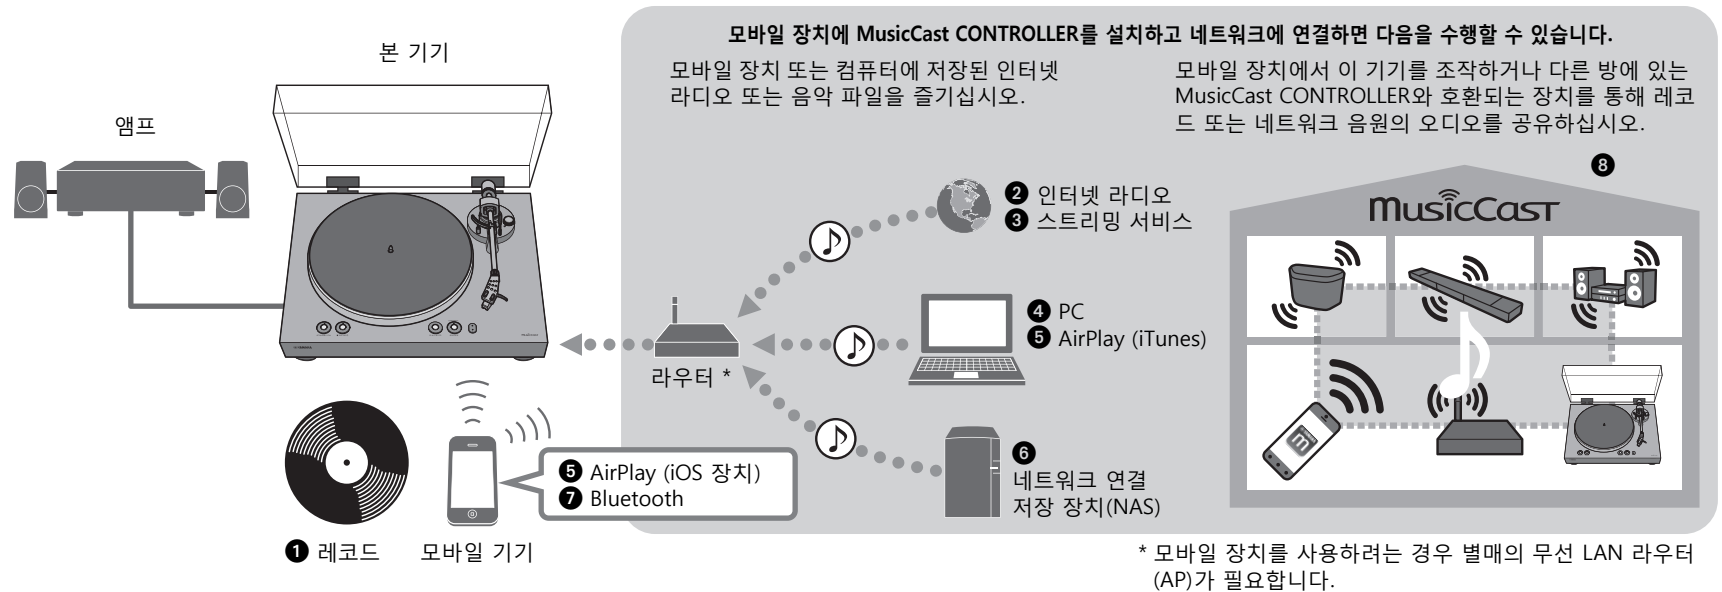 모바일 장치에 MusicCast CONTROLLER를 설치하고 네트워크에 연결하면 다음을 수행할 수 있습니다.
본 기기
앰프
모바일 장치 또는 컴퓨터에 저장된 인터넷
라디오 또는 음악 파일을 즐기십시오.
모바일 장치에서 이 기기를 조작하거나 다른 방에 있는
MusicCast CONTROLLER와 호환되는 장치를 통해 레코
드 또는 네트워크 음원의 오디오를 공유하십시오.
❷ 인터넷 라디오
❸ 스트리밍 서비스
❹ PC
❺ AirPlay (iTunes)
라우터 *
❻
네트워크 연결
저장 장치(NAS)
❺ AirPlay (iOS 장치)
❼ Bluetooth
❶ 레코드
모바일 기기
❽
MusicCast
* 모바일 장치를 사용하려는 경우 별매의 무선 LAN 라우터
(AP)가 필요합니다.